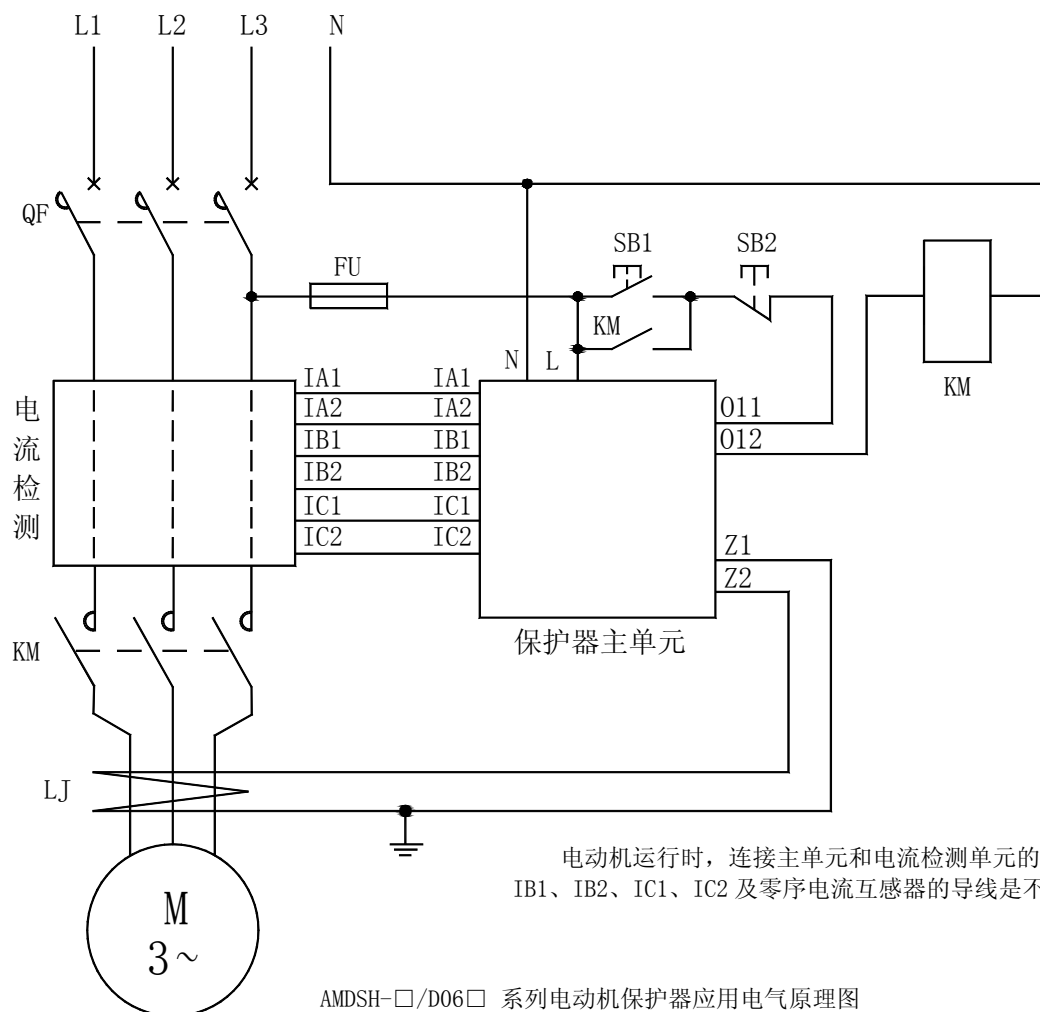 L1 L2 L3 N
QF
FU
SB1 SB2
KM
N L
KM
IA1 IA1
IA2 IA2
IB1 IB1
IB2 IB2
IC1 IC1
IC2 IC2
O11
O12
电流检测
Z1
Z2
保护器主单元
KM
LJ
电动机运行时，连接主单元和电流检测单元的
IB1、IB2、IC1、IC2 及零序电流互感器的导线是不
M
3~
AMDSH-□/D06□ 系列电动机保护器应用电气原理图